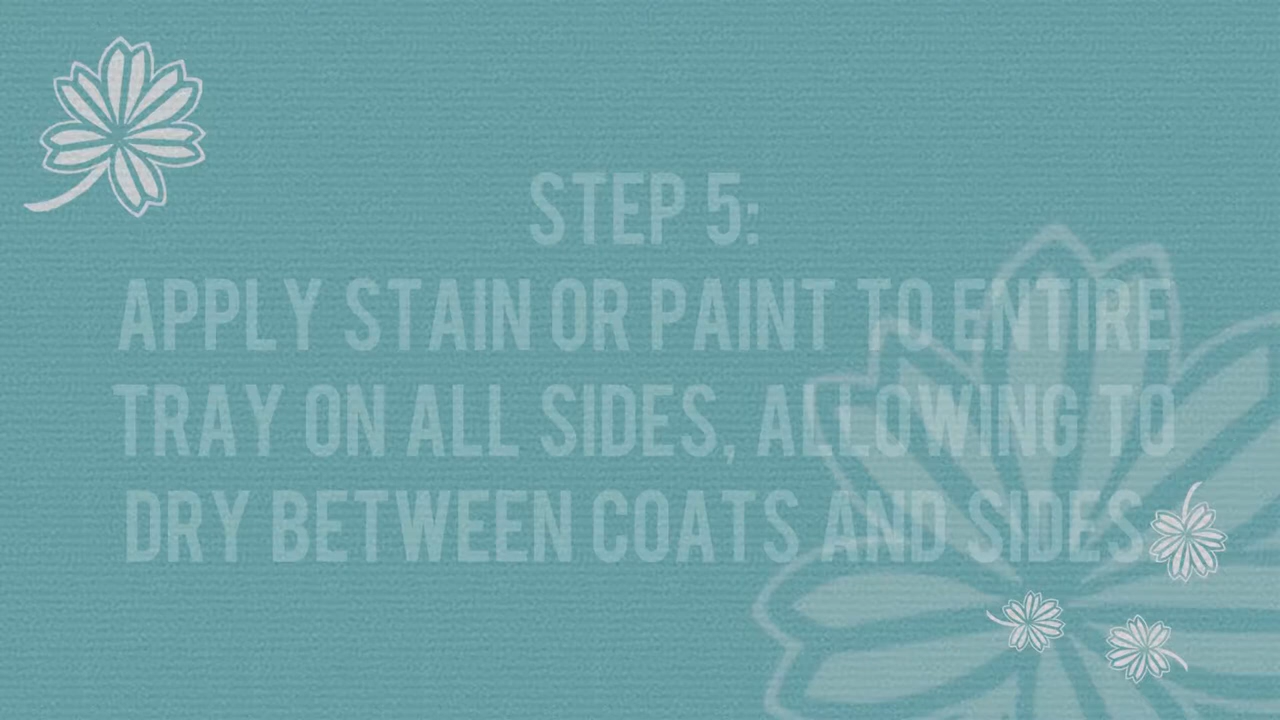 STEP 5:
APPLY STAIN OR PAINT TO ENTIRE
TRAY ON ALL SIDES, ALLOWING TO
DRY BETWEEN COATS AND SIDES